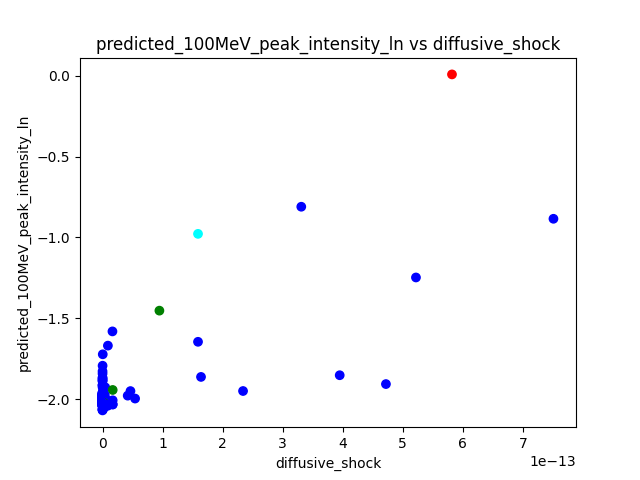 predicted_100MeV_peak_intensity_ln vs diffusive_shock
predicted_100MeV_peak_intensity_ln
0.0
−0.5
−1.0
−1.5
−2.0
0 1 2 3 4 5 6 7
1e−13
diffusive_shock